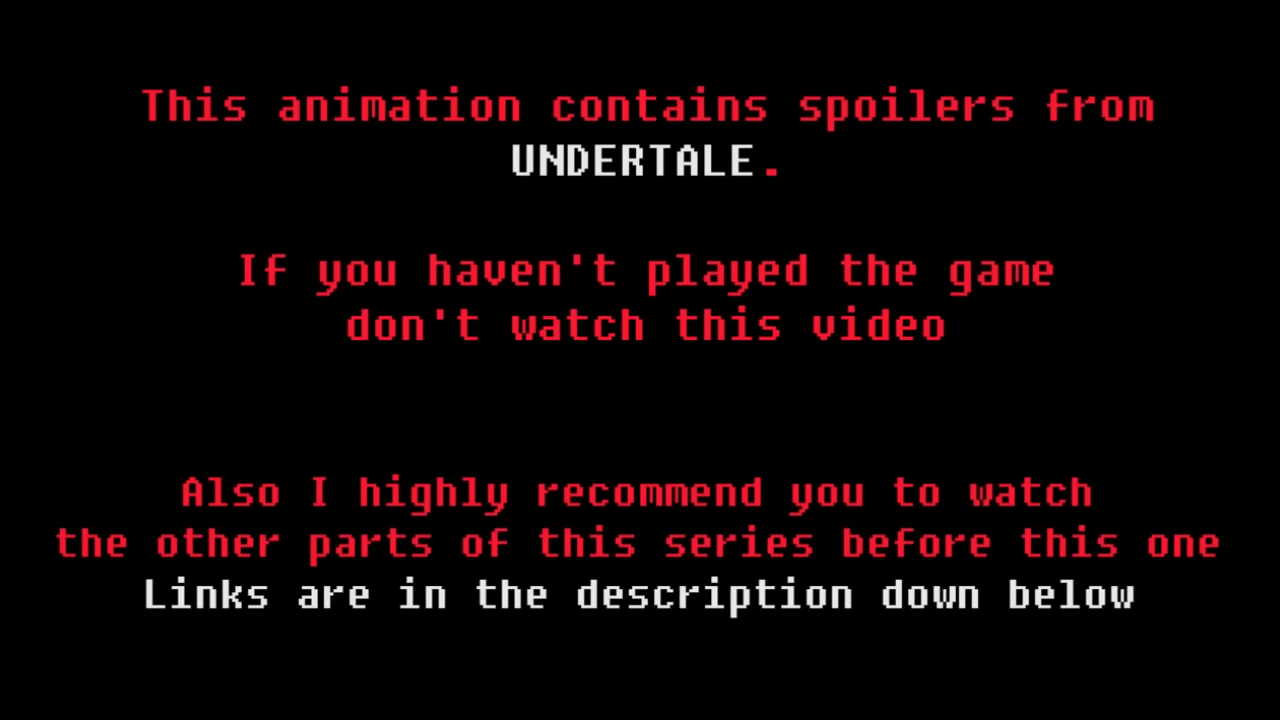 This animation contains spoilers from
UNDERTALE.
If you haven't played the game
don't watch this video
Also I highly recommend you to watch
the other parts of this series before this one
Links are in the description down below